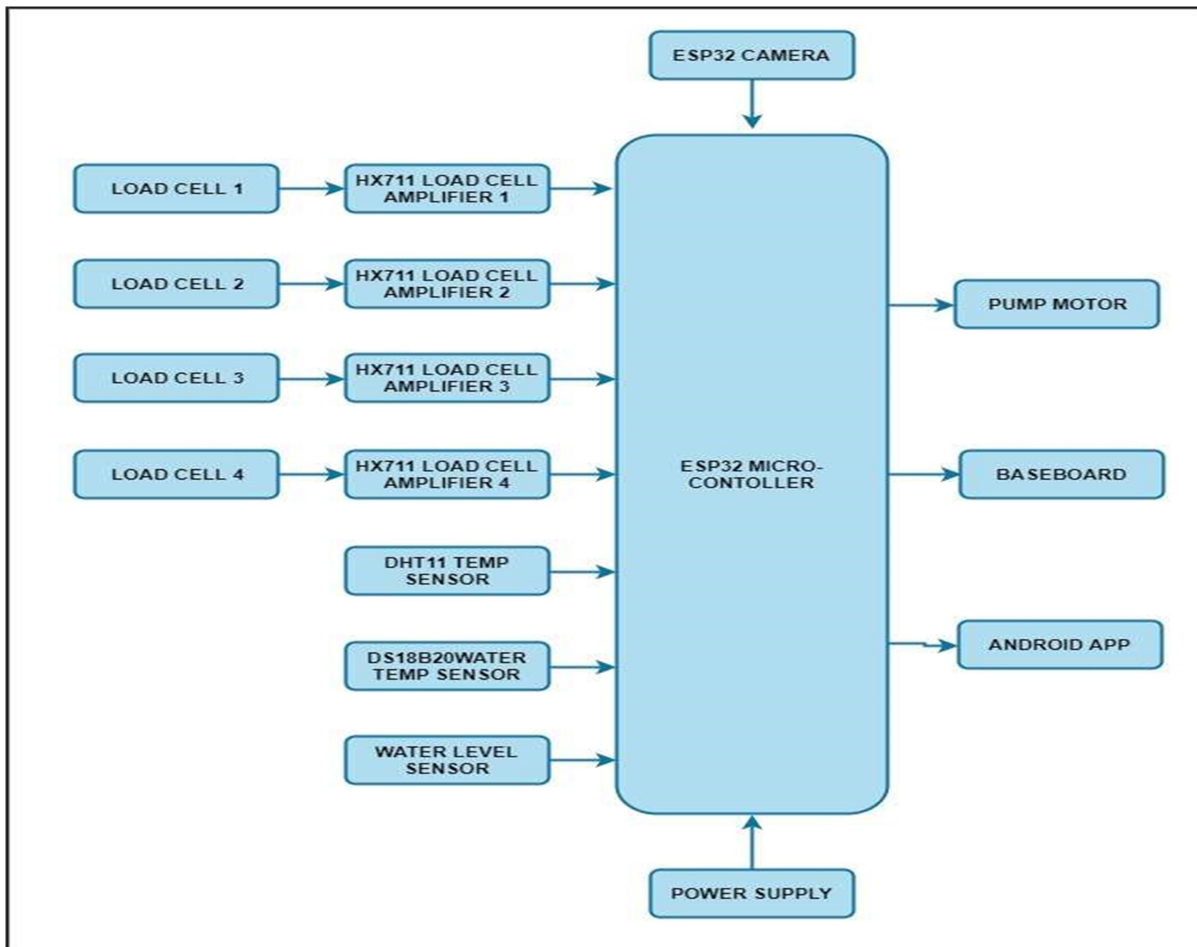 ESP32 CAMERA
LOAD CELL 1
HX711 LOAD CELL
AMPLIFIER 1
LOAD CELL 2
HX711 LOAD CELL
AMPLIFIER 2
PUMP MOTOR
LOAD CELL 3
HX711 LOAD CELL
AMPLIFIER 3
LOAD CELL 4
HX711 LOAD CELL
AMPLIFIER 4
ESP32 MICRO-
CONTOLLER
BASEBOARD
DHT11 TEMP
SENSOR
DS18B20WATER
TEMP SENSOR
ANDROID APP
WATER LEVEL
SENSOR
POWER SUPPLY